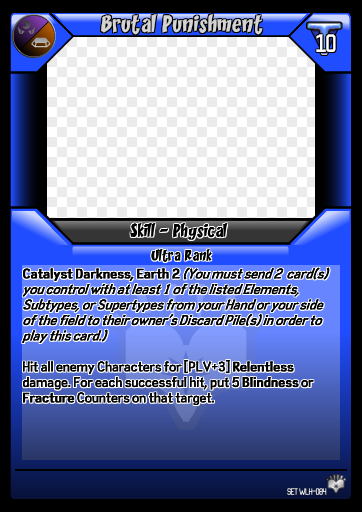 Brutal Punishment
10
Skill - Physical
Ultra Rank
Catalyst Darkness, Earth 2 (You must send 2 card(s)
you control with at least 1 of the listed Elements,
Subtypes, or Supertypes from your Hand or your side
of the field to their owner's Discard Pile(s) in order to
play this card.)
Hit all enemy Characters for [PLV+3] Relentless
damage. For each successful hit, put 5 Blindness or
Fracture Counters on that target.
SET WLH-084